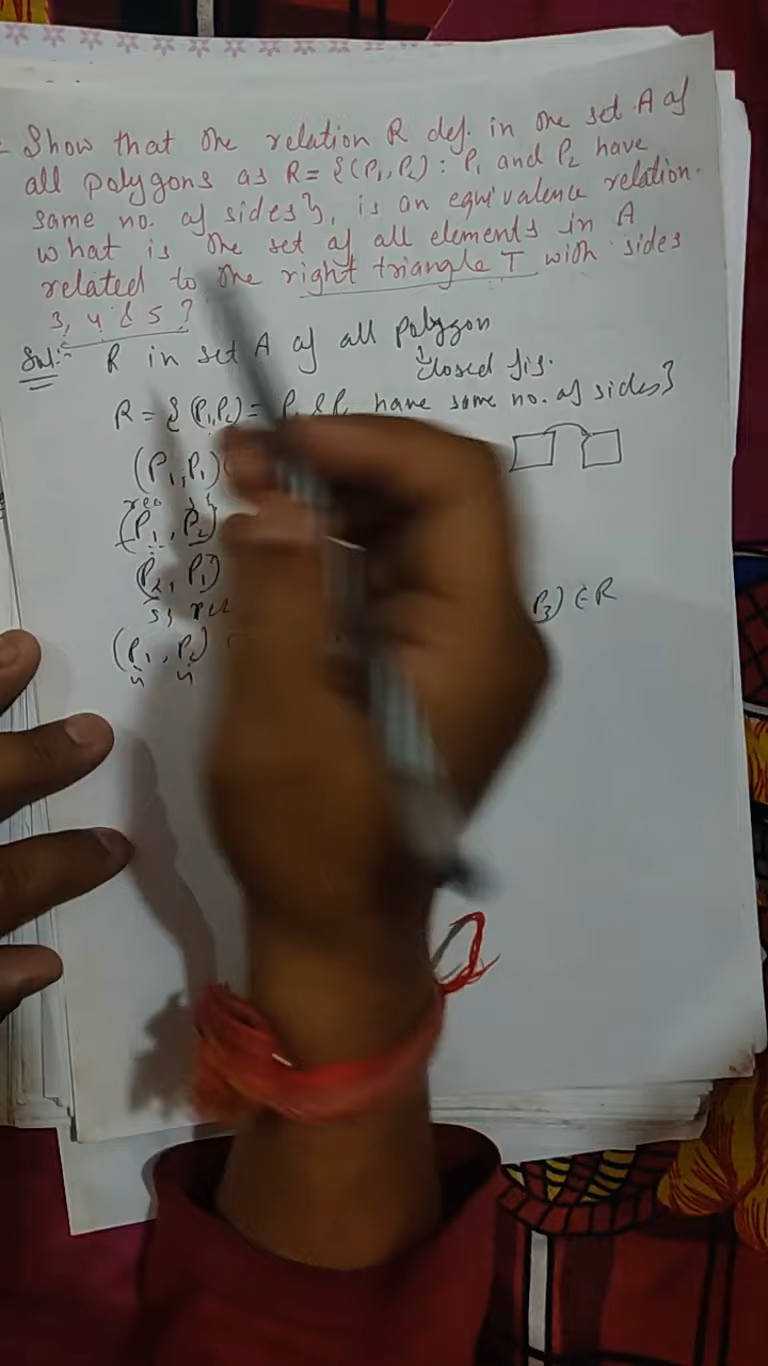 Show that the relation R def. in the set A of
all polygons as R = {(P₁, P₂) : P₁ and P₂ have
same no. of sides}, is an equivalence relation.
what is the set of all elements in A
related to the right triangle T with sides
3, 4 & 5 ?
Sol:- R in set A of all polygon
closed fig.
R = { (P₁,P₂) = P₁ & P₂ have same no. of sides}
(P₁, P₁)
(P₁, P₂)
(P₂, P₁)
P₃) ∈ R
(P₁, P₂)